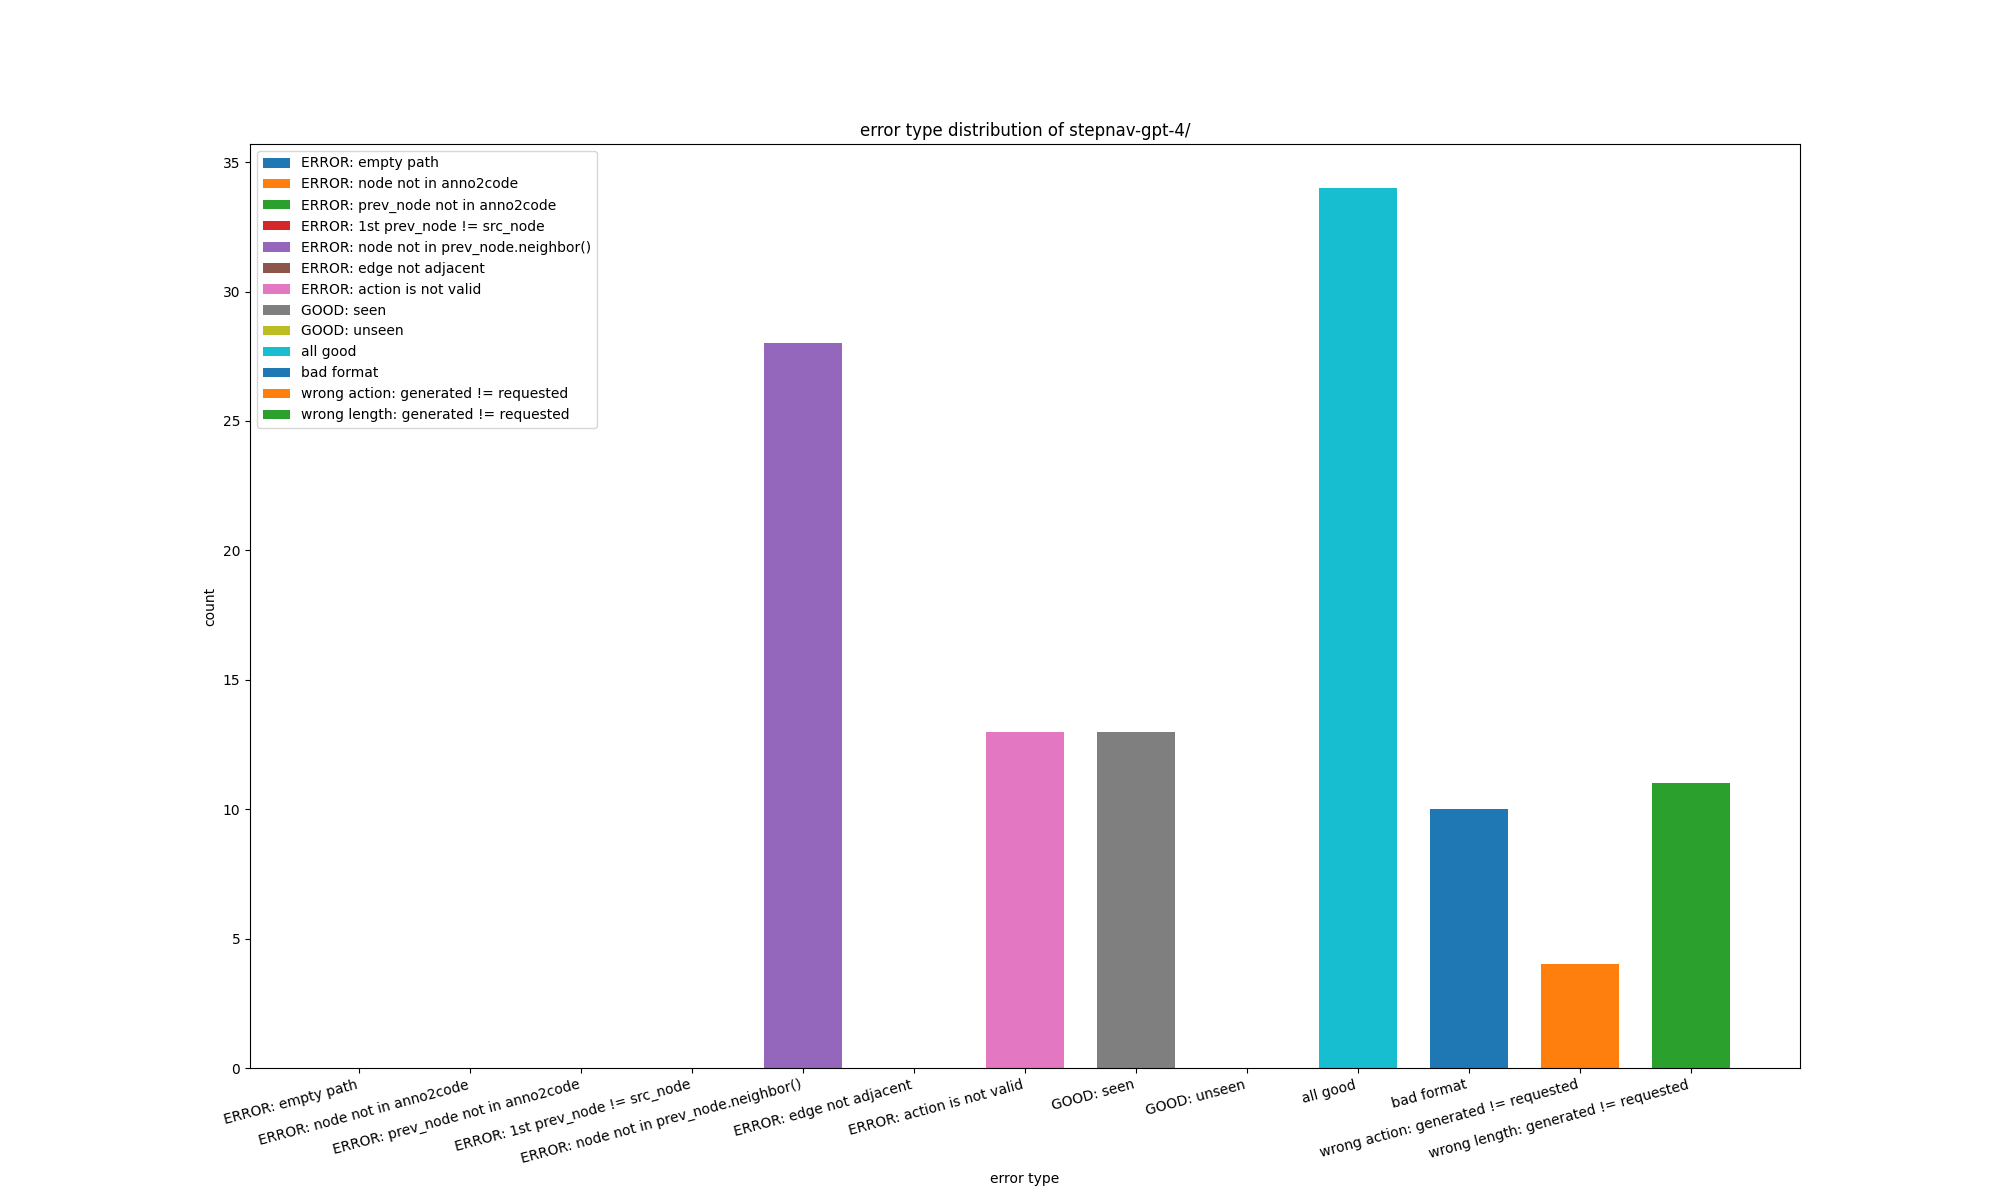 error type distribution of stepnav-gpt-4/
35
30
25
20
15
10
5
0
count
ERROR: empty path
ERROR: node not in anno2code
ERROR: prev_node not in anno2code
ERROR: 1st prev_node != src_node
ERROR: node not in prev_node.neighbor()
ERROR: edge not adjacent
ERROR: action is not valid
GOOD: seen
GOOD: unseen
all good
bad format
wrong action: generated != requested
wrong length: generated != requested
ERROR: empty path
ERROR: node not in anno2code
ERROR: prev_node not in anno2code
ERROR: 1st prev_node != src_node
ERROR: node not in prev_node.neighbor()
ERROR: edge not adjacent
ERROR: action is not valid
GOOD: seen
GOOD: unseen
all good
bad format
wrong action: generated != requested
wrong length: generated != requested
error type